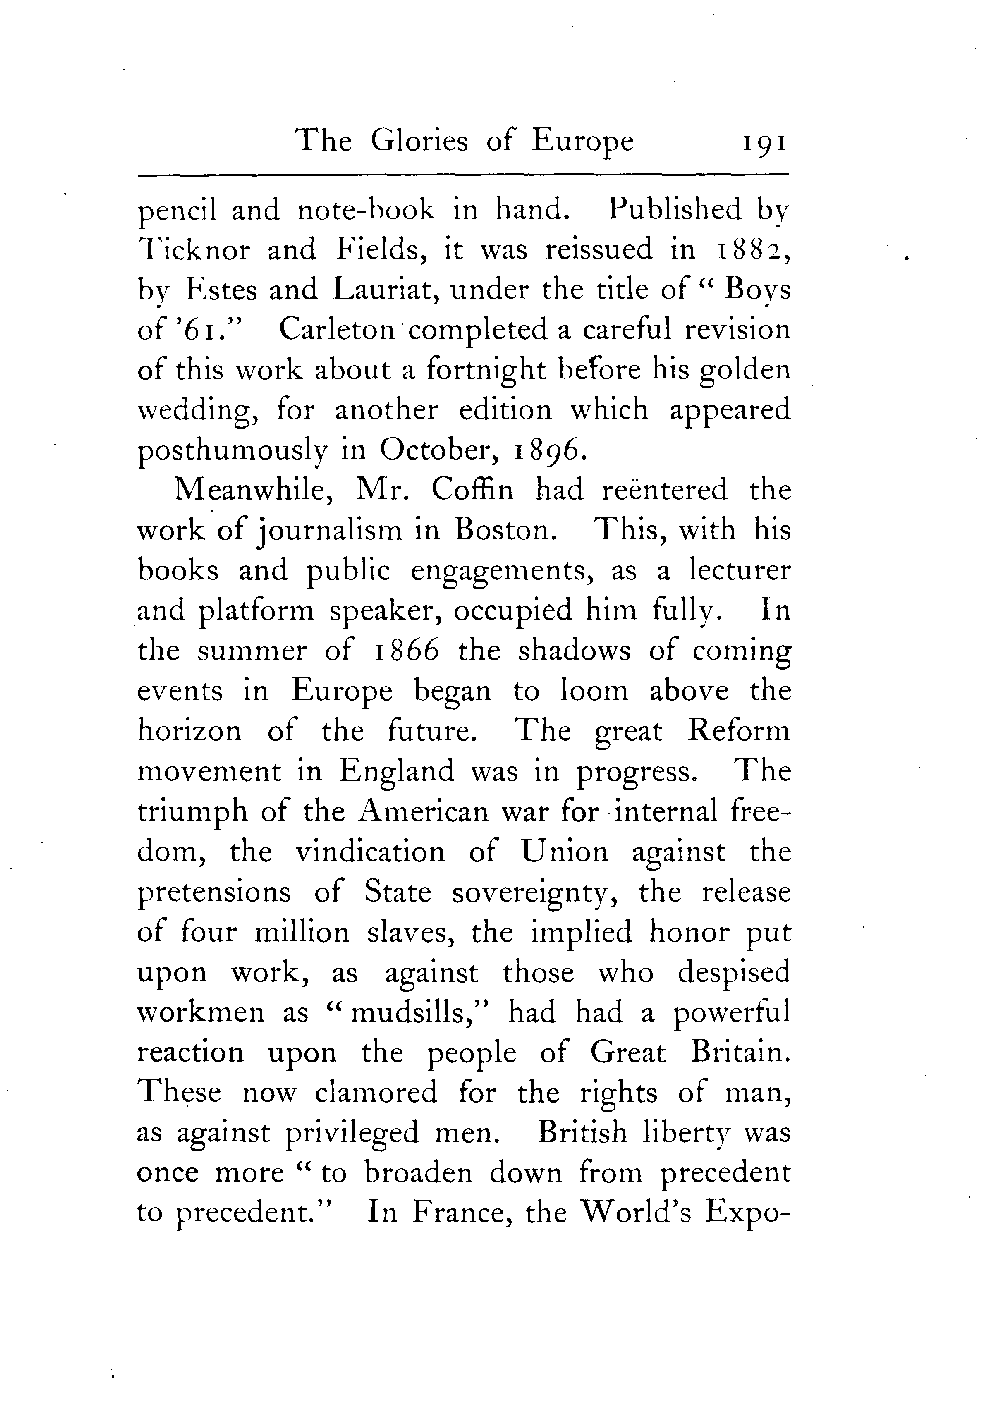 The Glories of Europe 191
pencil and note-book in hand. Published by
Ticknor and Fields, it was reissued in 1882,
by Estes and Lauriat, under the title of “ Boys
of ’61.” Carleton completed a careful revision
of this work about a fortnight before his golden
wedding, for another edition which appeared
posthumously in October, 1896.
Meanwhile, Mr. Coffin had reëntered the
work of journalism in Boston. This, with his
books and public engagements, as a lecturer
and platform speaker, occupied him fully. In
the summer of 1866 the shadows of coming
events in Europe began to loom above the
horizon of the future. The great Reform
movement in England was in progress. The
triumph of the American war for internal free-
dom, the vindication of Union against the
pretensions of State sovereignty, the release
of four million slaves, the implied honor put
upon work, as against those who despised
workmen as “ mudsills,” had had a powerful
reaction upon the people of Great Britain.
These now clamored for the rights of man,
as against privileged men. British liberty was
once more “ to broaden down from precedent
to precedent.” In France, the World’s Expo-